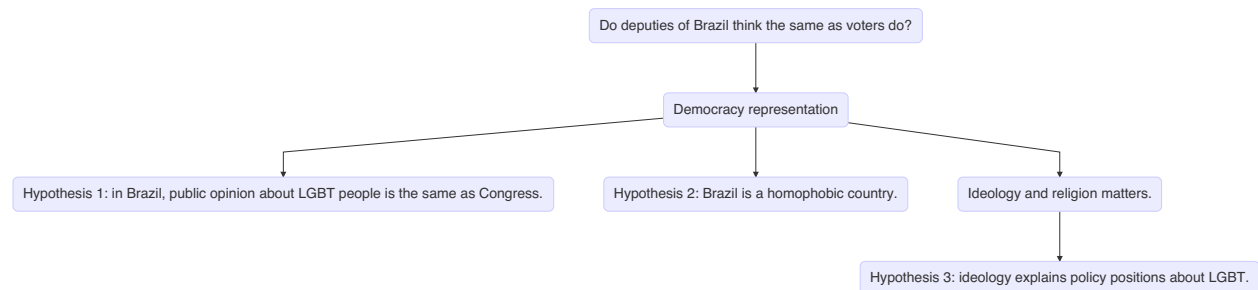 Do deputies of Brazil think the same as voters do?
Democracy representation
Hypothesis 1: in Brazil, public opinion about LGBT people is the same as Congress.
Hypothesis 2: Brazil is a homophobic country.
Ideology and religion matters.
Hypothesis 3: ideology explains policy positions about LGBT.